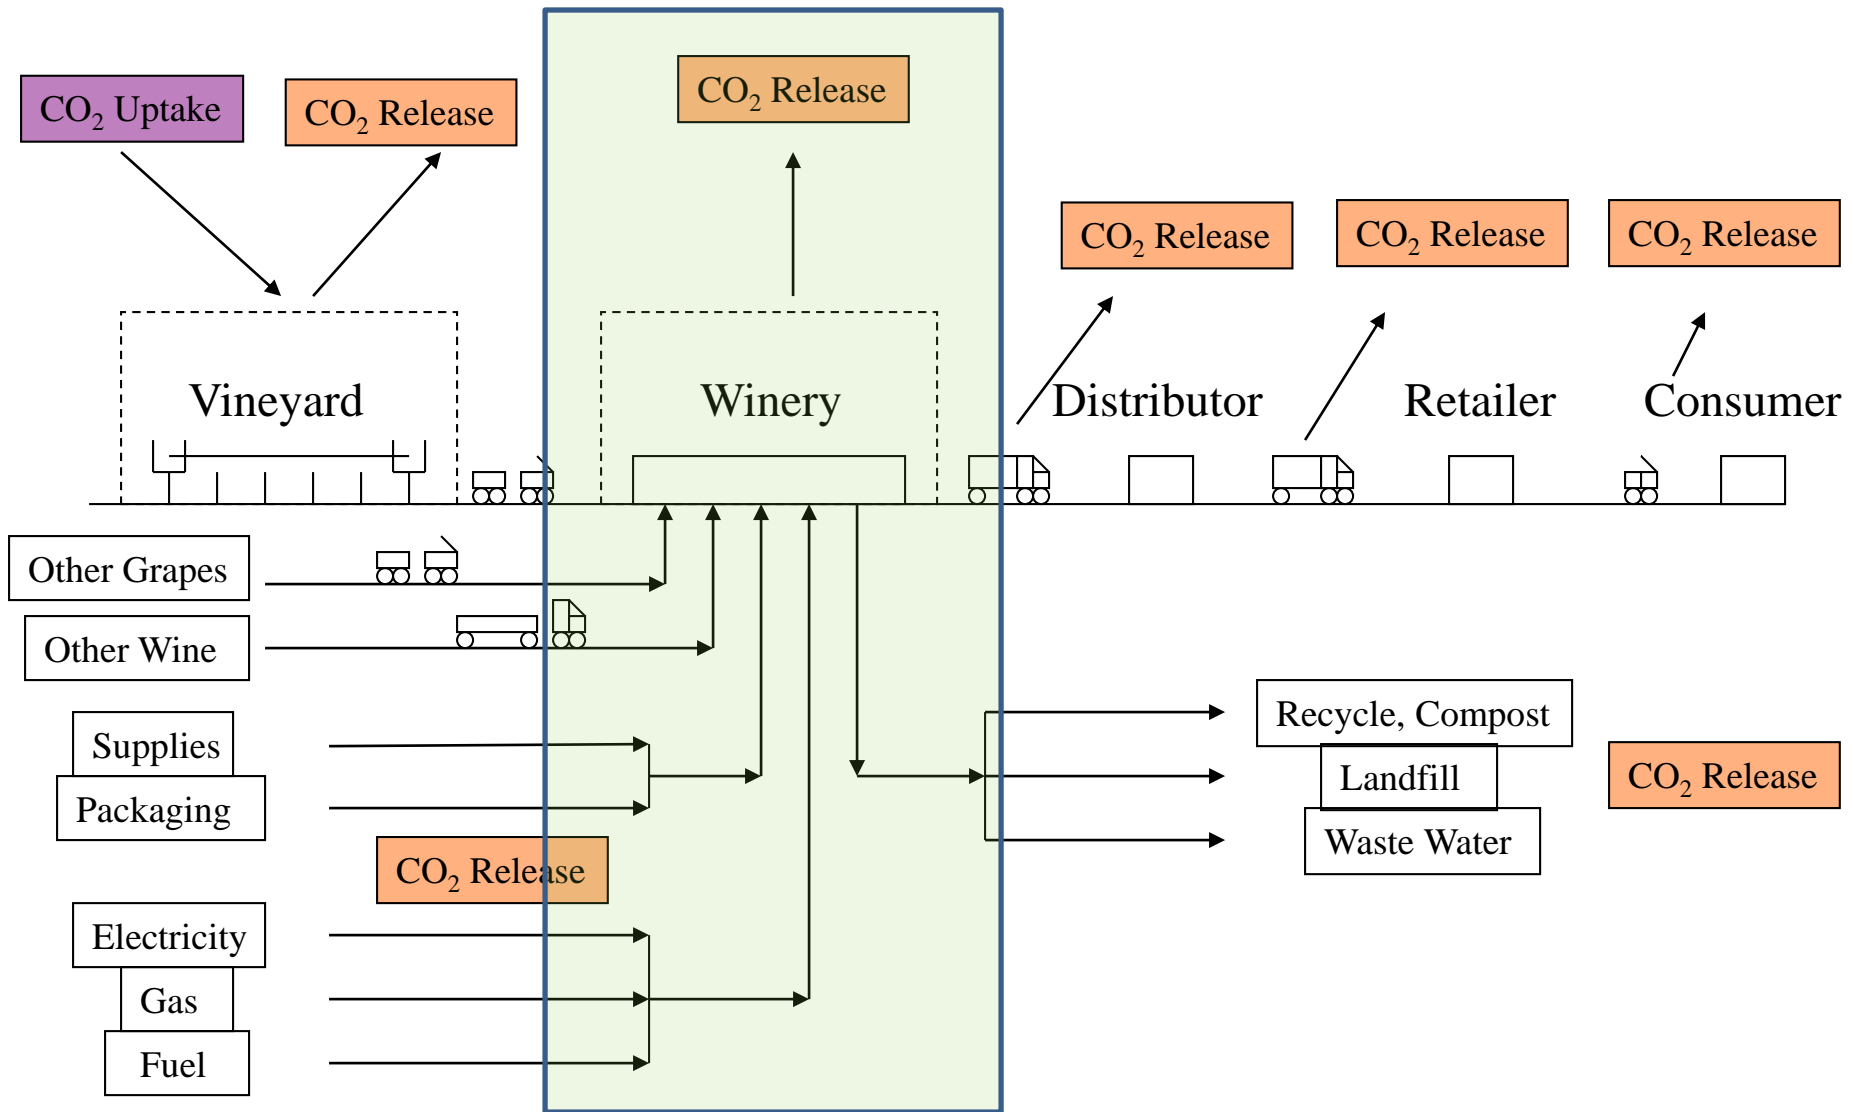 CO₂ Uptake
CO₂ Release
CO₂ Release
CO₂ Release
CO₂ Release
CO₂ Release
Vineyard
Winery
Distributor
Retailer
Consumer
Other Grapes
Other Wine
Supplies
Packaging
CO₂ Release
Electricity
Gas
Fuel
Recycle, Compost
Landfill
Waste Water
CO₂ Release